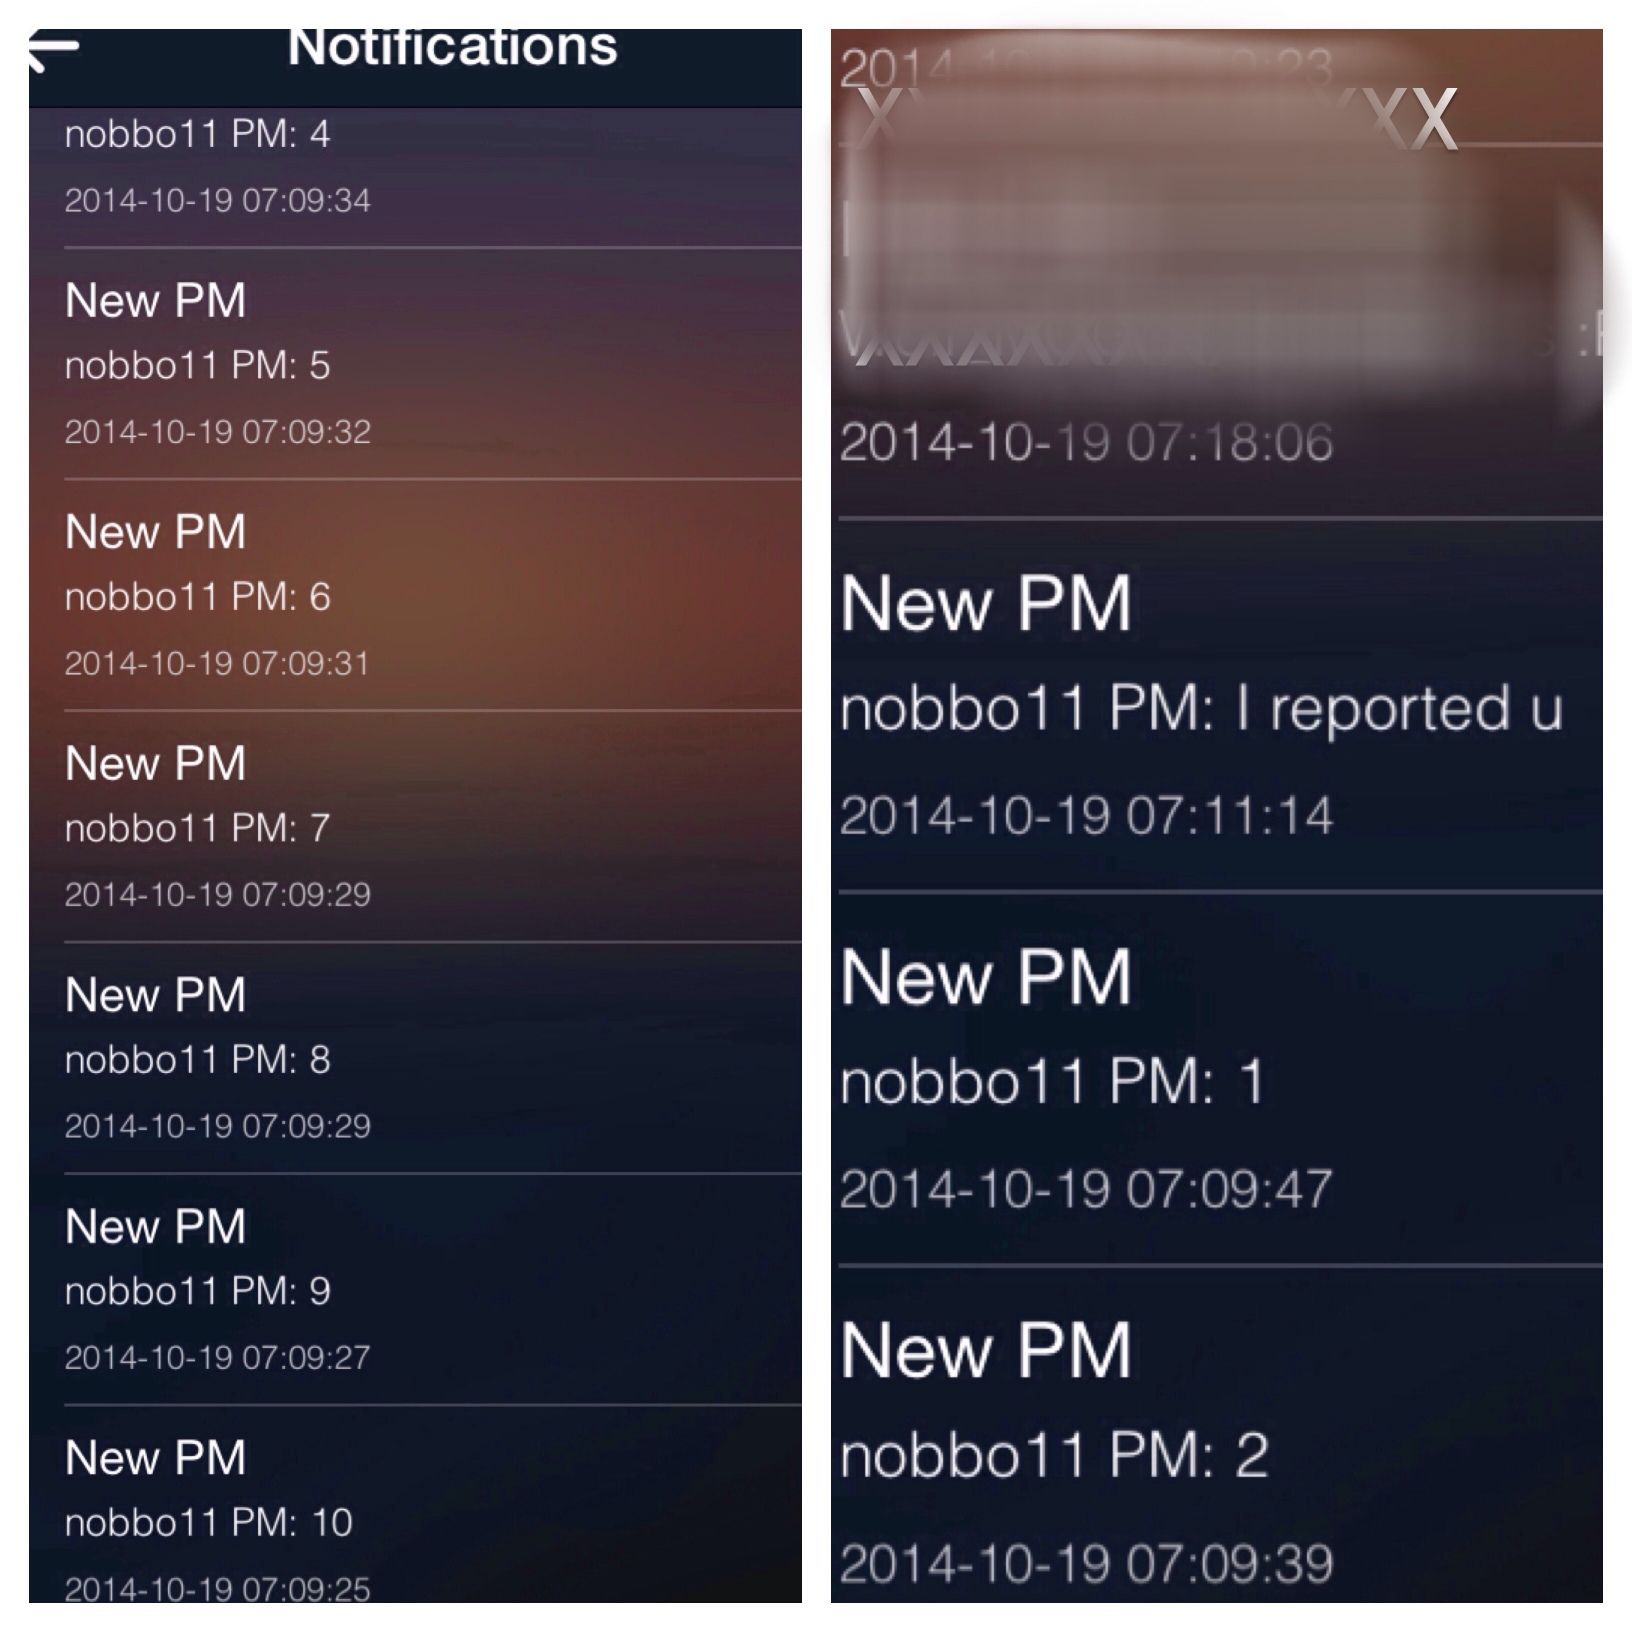 Notifications
nobbo11 PM: 4
2014-10-19 07:09:34
New PM
nobbo11 PM: 5
2014-10-19 07:09:32
New PM
nobbo11 PM: 6
2014-10-19 07:09:31
New PM
nobbo11 PM: 7
2014-10-19 07:09:29
New PM
nobbo11 PM: 8
2014-10-19 07:09:29
New PM
nobbo11 PM: 9
2014-10-19 07:09:27
New PM
nobbo11 PM: 10
2014-10-19 07:09:25
2014-10 :23
X XX
XXXXX
2014-10-19 07:18:06
New PM
nobbo11 PM: I reported u
2014-10-19 07:11:14
New PM
nobbo11 PM: 1
2014-10-19 07:09:47
New PM
nobbo11 PM: 2
2014-10-19 07:09:39